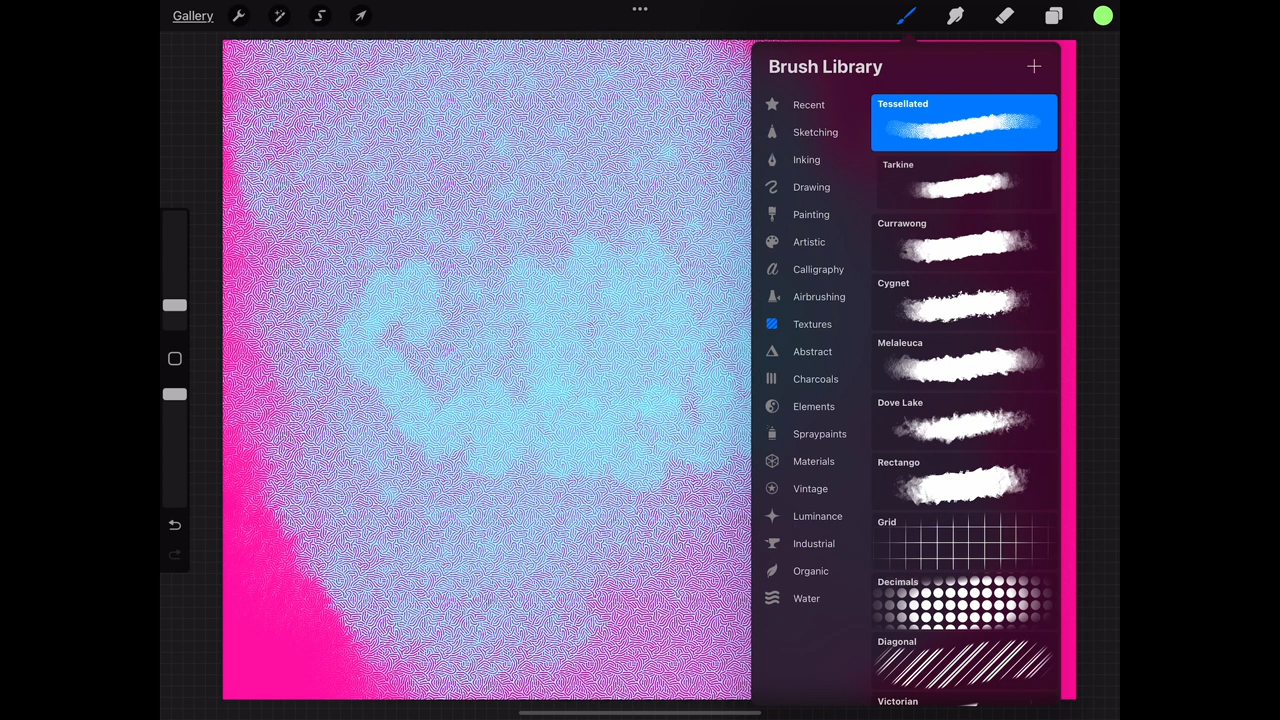 Gallery
Brush Library
Recent
Sketching
Inking
Drawing
Painting
Artistic
Calligraphy
Airbrushing
Textures
Abstract
Charcoals
Elements
Spraypaints
Materials
Vintage
Luminance
Industrial
Organic
Water
Tessellated
Tarkine
Currawong
Cygnet
Melaleuca
Dove Lake
Rectango
Grid
Decimals
Diagonal
Victorian